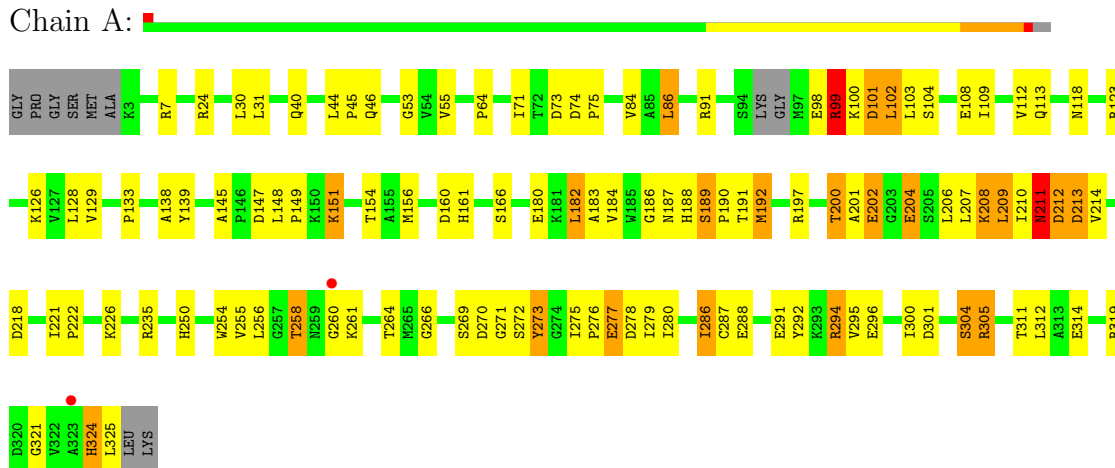 Chain A:
GLY PRO GLY SER MET ALA K3 R7 R24 L30 L31 Q40 L44 P45 Q46 G53 V54 V55 P64 I71 T72 D73 D74 P75 V84 A85 L86 R91 S94 LYS GLY M97 E98 R99 K100 D101 L102 L103 S104 E108 I109 V112 Q113 N118
K126 V127 L128 V129 P133 A138 Y139 A145 P146 D147 L148 P149 K150 K151 T154 A155 M156 D160 H161 S166 E180 K181 L182 A183 V184 W185 G186 N187 H188 S189 P190 T191 M192 R197 T200 A201 E202 G203 E204 S205 L206 L207 K208 L209 I210 N211 D212 D213 V214
D218 I221 P222 K226 R235 H250 W254 V255 L256 G257 T258 N259 G260 K261 T264 M265 G266 S269 D270 G271 S272 Y273 G274 I275 P276 E277 D278 I279 I280 I286 C287 E288 E291 Y292 K293 R294 V295 E296 I300 D301 S304 R305 T311 L312 A313 E314
D320 G321 V322 A323 H324 L325 LEU LYS